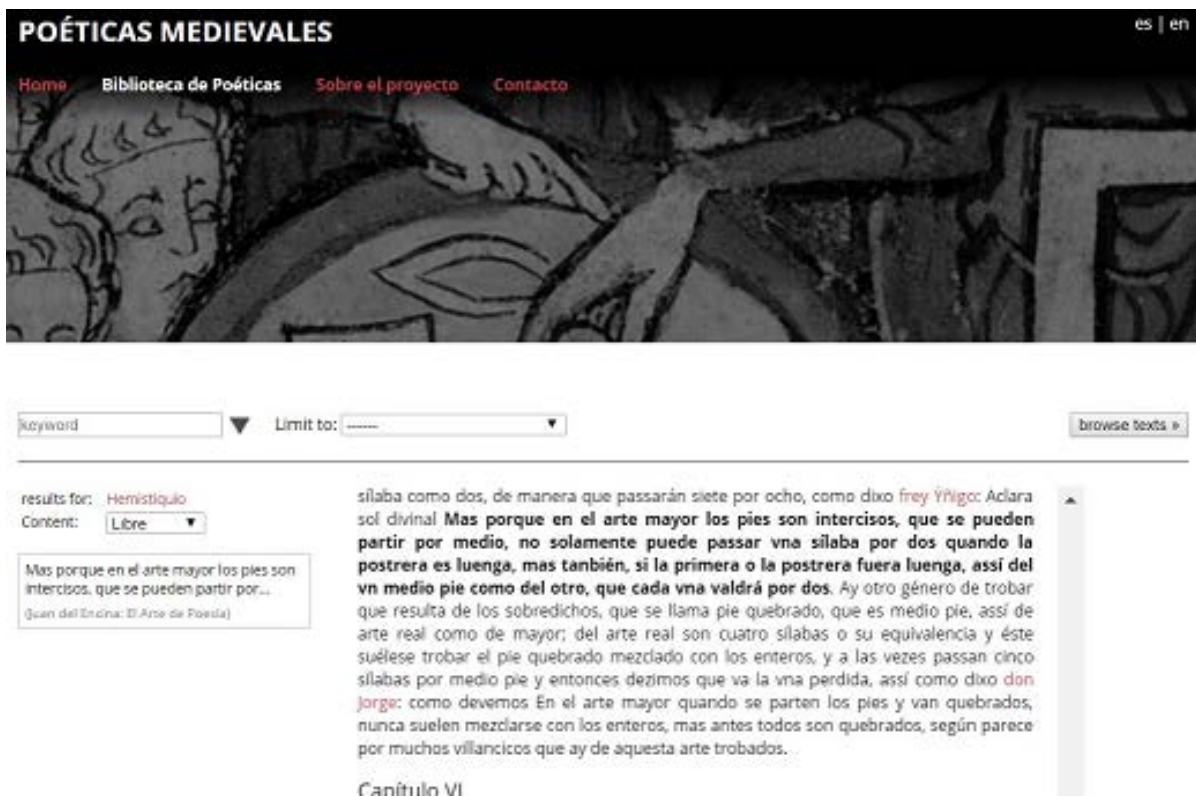 POÉTICAS MEDIEVALES
es | en
Home Biblioteca de Poéticas Sobre el proyecto Contacto
keyword Limit to: ------- browse texts »
results for: Hemistiquio
Content: Libre
Mas porque en el arte mayor los pies son
intercisos, que se pueden partir por...
(Juan del Encina: El Arte de Poesía)
sílaba como dos, de manera que passarán siete por ocho, como dixo frey Ýñigo: Aclara
sol divinal Mas porque en el arte mayor los pies son intercisos, que se pueden
partir por medio, no solamente puede passar vna sílaba por dos quando la
postrera es luenga, mas tanbién, si la primera o la postrera fuera luenga, assí del
vn medio pie como del otro, que cada vna valdrá por dos. Ay otro género de trobar
que resulta de los sobredichos, que se llama pie quebrado, que es medio pie, assí de
arte real como de mayor; del arte real son cuatro sílabas o su equivalencia y éste
suélese trobar el pie quebrado mezclado con los enteros, y a las vezes passan cinco
sílabas por medio pie y entonces dezimos que va la vna perdida, assí como dixo don
Jorge: como devemos En el arte mayor quando se parten los pies y van quebrados,
nunca suelen mezclarse con los enteros, mas antes todos son quebrados, según parece
por muchos villancicos que ay de aquesta arte trobados.
Capítulo VI